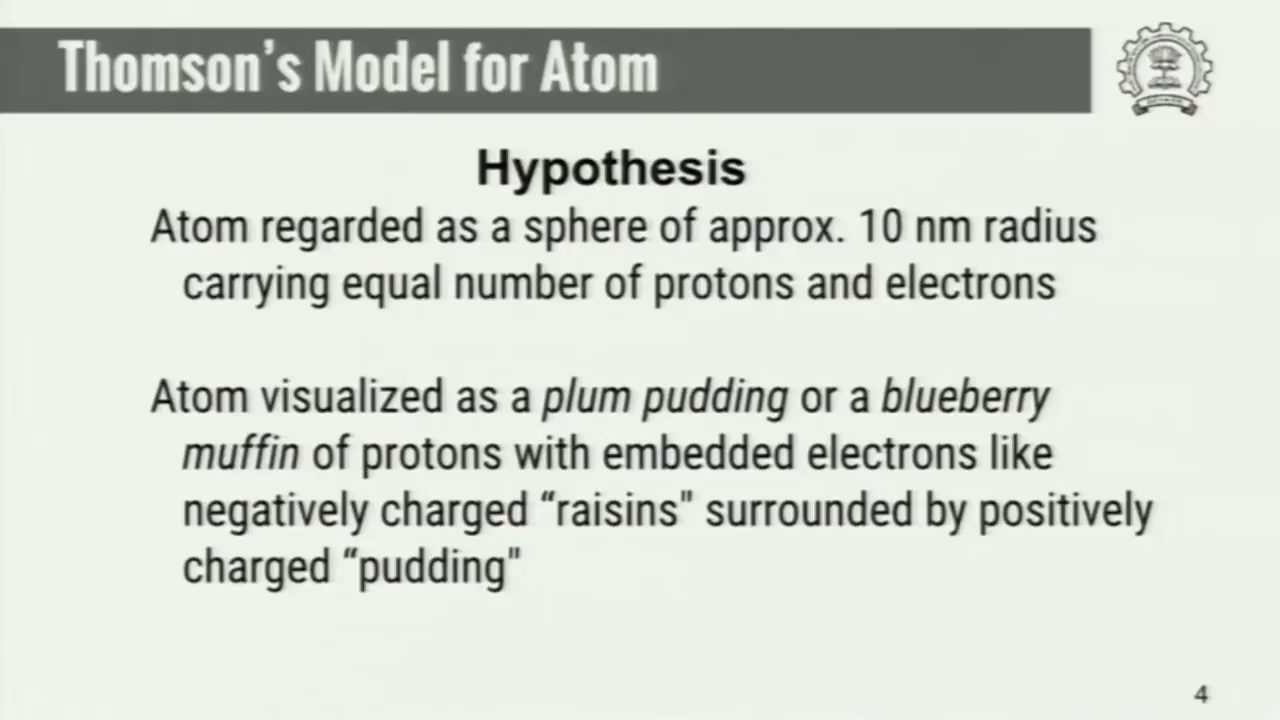 Thomson's Model for Atom
Hypothesis
Atom regarded as a sphere of approx. 10 nm radius
carrying equal number of protons and electrons
Atom visualized as a plum pudding or a blueberry
muffin of protons with embedded electrons like
negatively charged “raisins" surrounded by positively
charged “pudding"
4